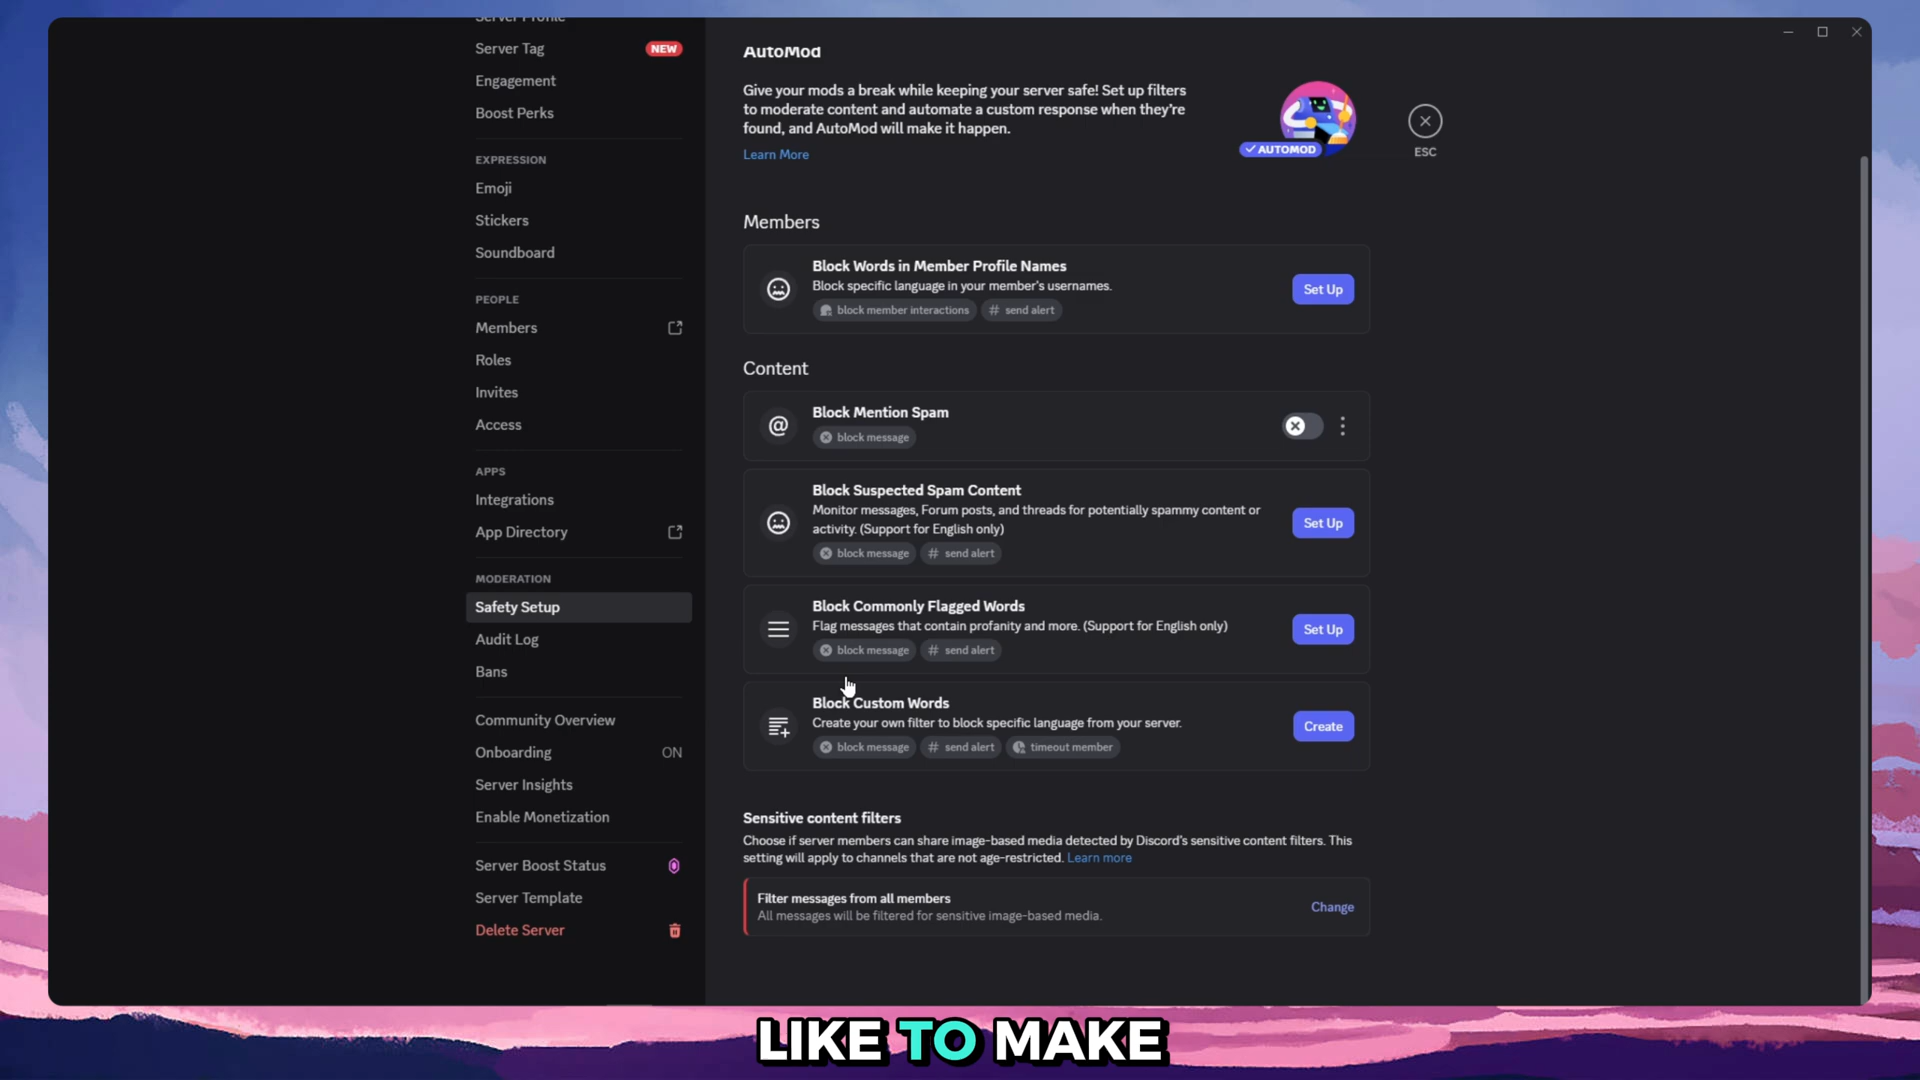 Server Profile
Server Tag
NEW
Engagement
Boost Perks
EXPRESSION
Emoji
Stickers
Soundboard
PEOPLE
Members
Roles
Invites
Access
APPS
Integrations
App Directory
MODERATION
Safety Setup
Audit Log
Bans
Community Overview
Onboarding
ON
Server Insights
Enable Monetization
Server Boost Status
Server Template
Delete Server
AutoMod
Give your mods a break while keeping your server safe! Set up filters
to moderate content and automate a custom response when they're
found, and AutoMod will make it happen.
Learn More
AUTOMOD
ESC
Members
Block Words in Member Profile Names
Block specific language in your member's usernames.
block member interactions
# send alert
Set Up
Content
@
Block Mention Spam
block message
Block Suspected Spam Content
Monitor messages, Forum posts, and threads for potentially spammy content or
activity. (Support for English only)
block message
# send alert
Set Up
Block Commonly Flagged Words
Flag messages that contain profanity and more. (Support for English only)
block message
# send alert
Set Up
Block Custom Words
Create your own filter to block specific language from your server.
block message
# send alert
timeout member
Create
Sensitive content filters
Choose if server members can share image-based media detected by Discord's sensitive content filters. This
setting will apply to channels that are not age-restricted. Learn more
Filter messages from all members
All messages will be filtered for sensitive image-based media.
Change
LIKE TO MAKE